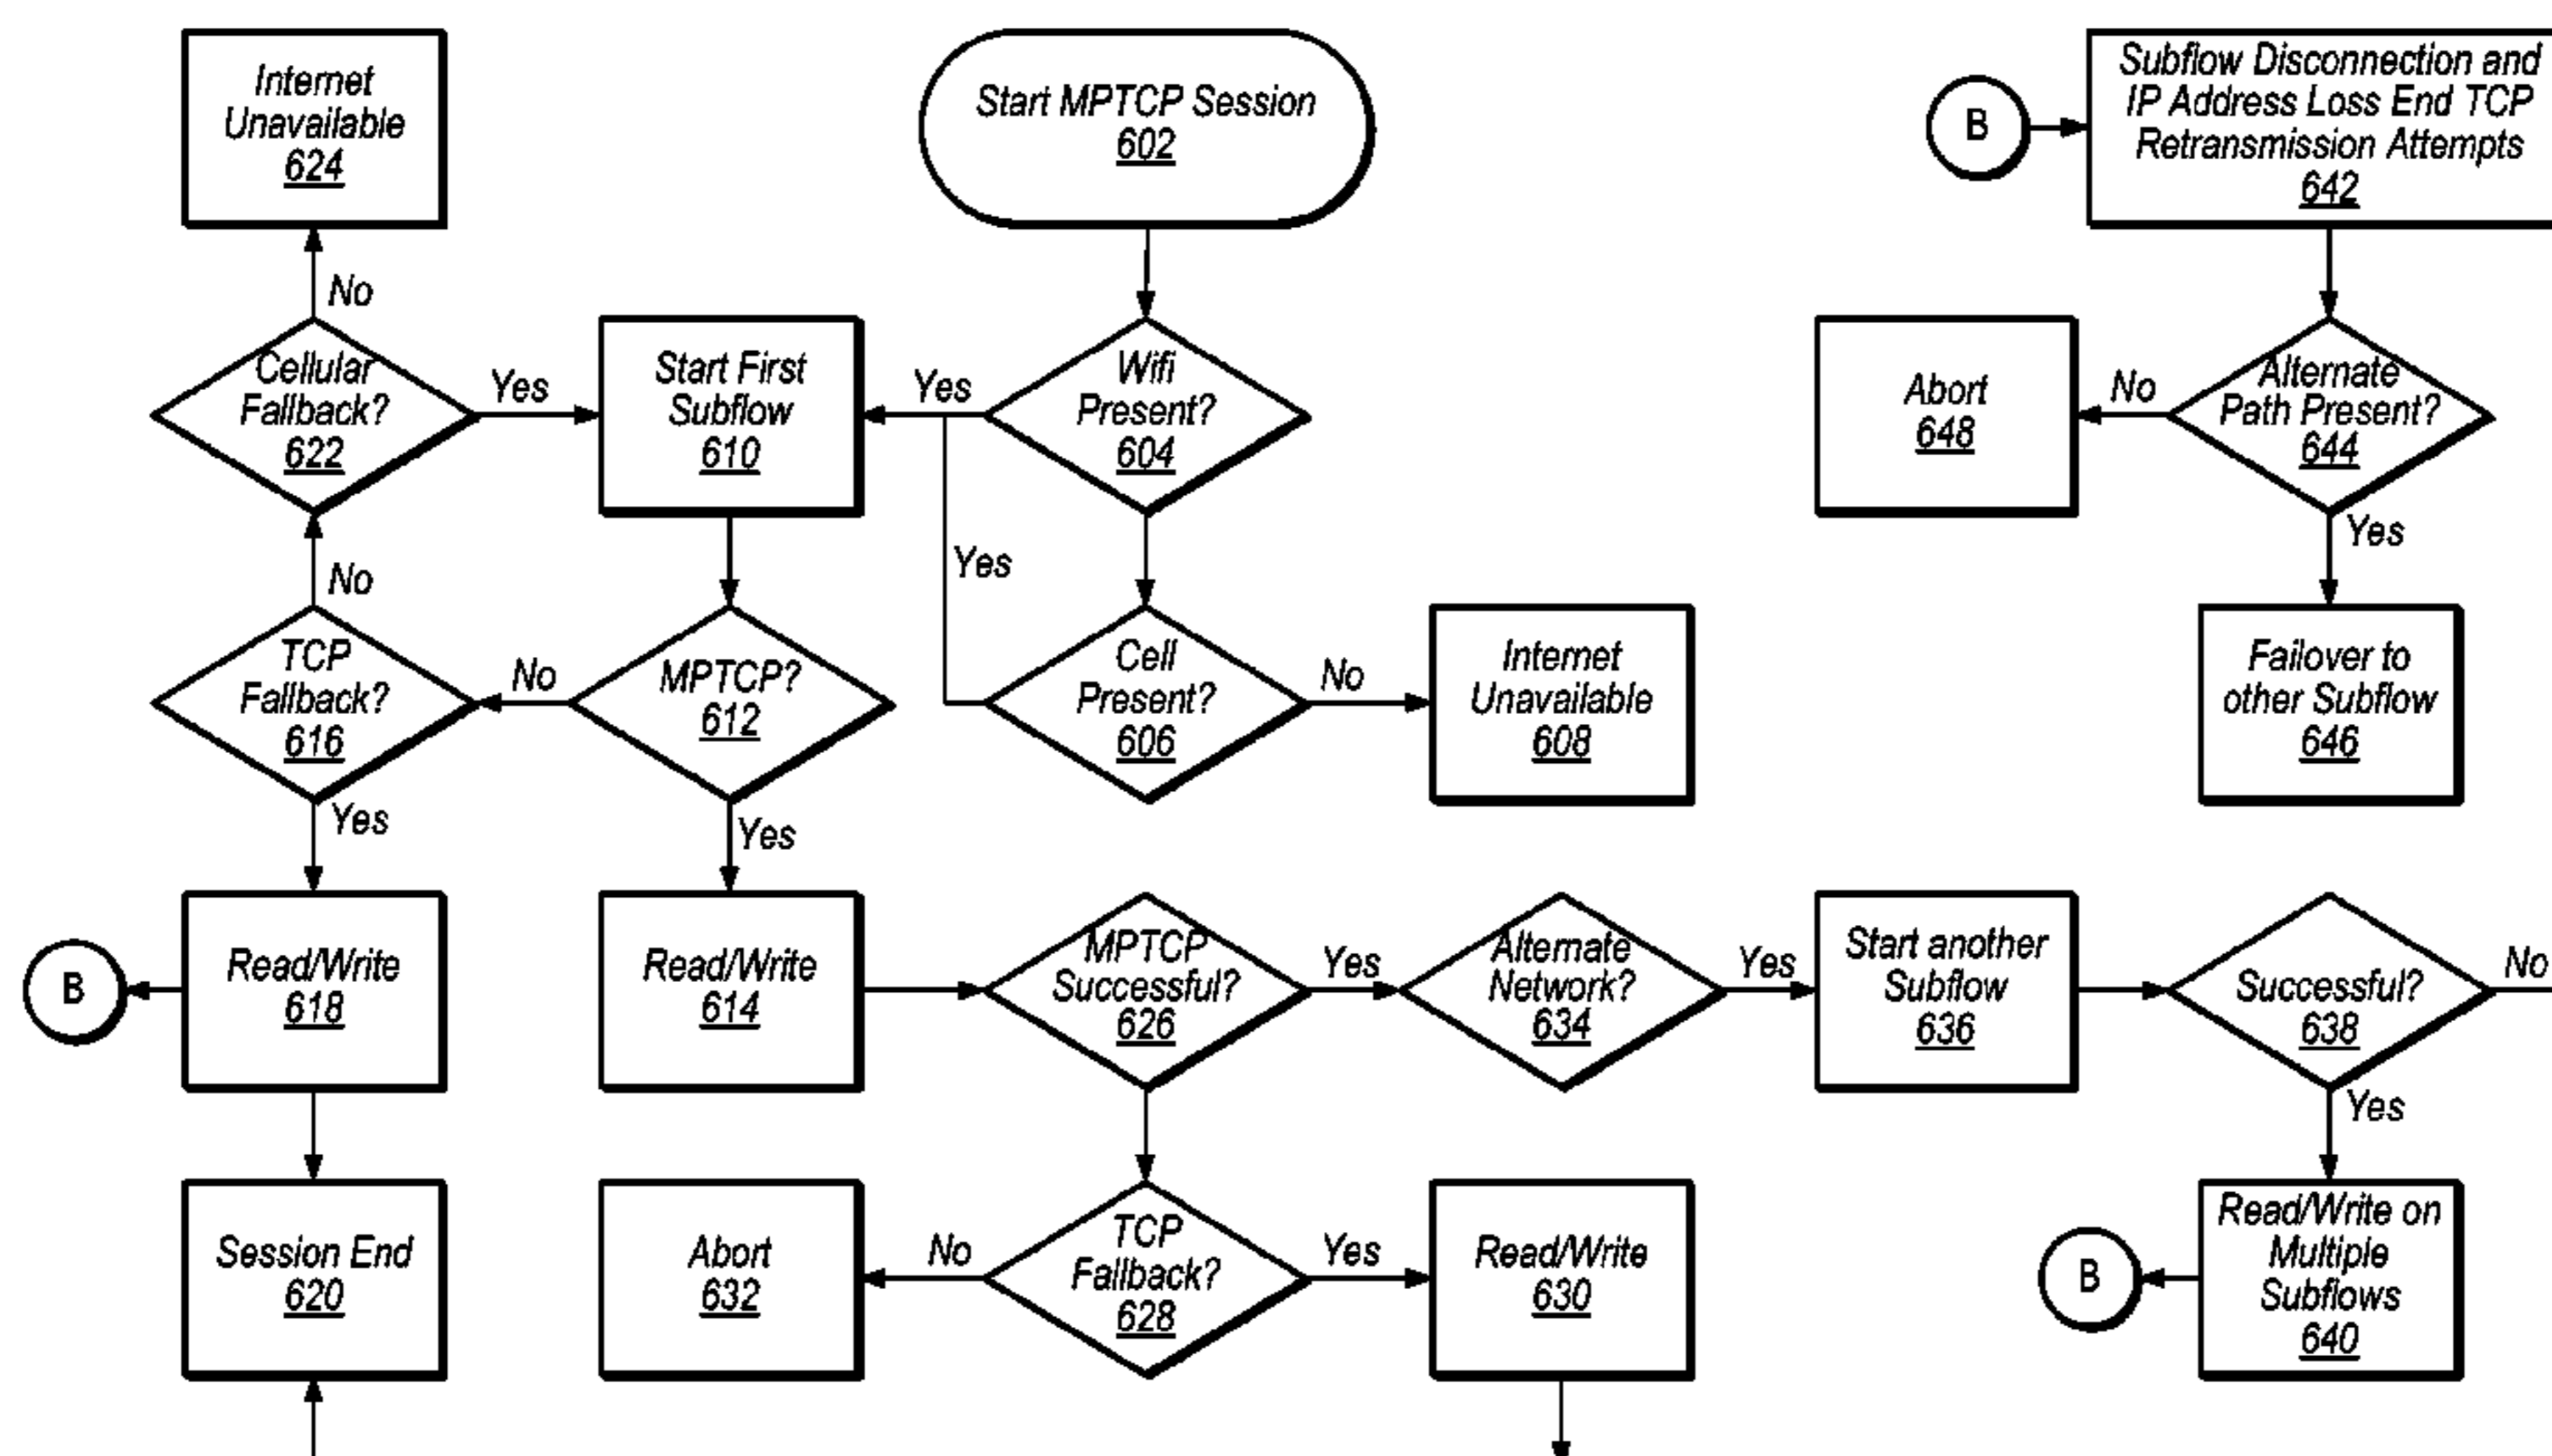 Internet
Unavailable
624
Start MPTCP Session
602
B
Subflow Disconnection and
IP Address Loss End TCP
Retransmission Attempts
642
No
Cellular
Fallback?
622
Yes
Start First
Subflow
610
Yes
Wifi
Present?
604
Abort
648
No
Alternate
Path Present?
644
Yes
No
Yes
TCP
Fallback?
616
No
MPTCP?
612
Cell
Present?
606
No
Internet
Unavailable
608
Failover to
other Subflow
646
Yes
Yes
B
Read/Write
618
Read/Write
614
MPTCP
Successful?
626
Yes
Alternate
Network?
634
Yes
Start another
Subflow
636
Successful?
638
No
Yes
Session End
620
Abort
632
No
TCP
Fallback?
628
Yes
Read/Write
630
B
Read/Write on
Multiple
Subflows
640